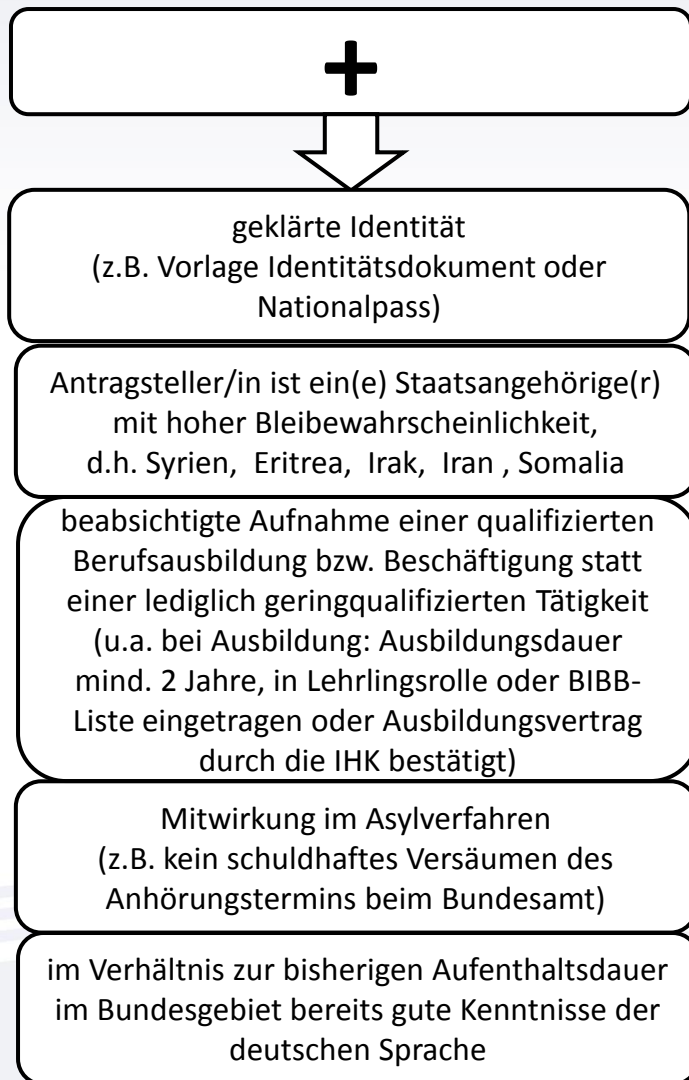 +
geklärte Identität
(z.B. Vorlage Identitätsdokument oder
Nationalpass)
Antragsteller/in ist ein(e) Staatsangehörige(r)
mit hoher Bleibewahrscheinlichkeit,
d.h. Syrien, Eritrea, Irak, Iran , Somalia
beabsichtigte Aufnahme einer qualifizierten
Berufsausbildung bzw. Beschäftigung statt
einer lediglich geringqualifizierten Tätigkeit
(u.a. bei Ausbildung: Ausbildungsdauer
mind. 2 Jahre, in Lehrlingsrolle oder BIBB-
Liste eingetragen oder Ausbildungsvertrag
durch die IHK bestätigt)
Mitwirkung im Asylverfahren
(z.B. kein schuldhaftes Versäumen des
Anhörungstermins beim Bundesamt)
im Verhältnis zur bisherigen Aufenthaltsdauer
im Bundesgebiet bereits gute Kenntnisse der
deutschen Sprache